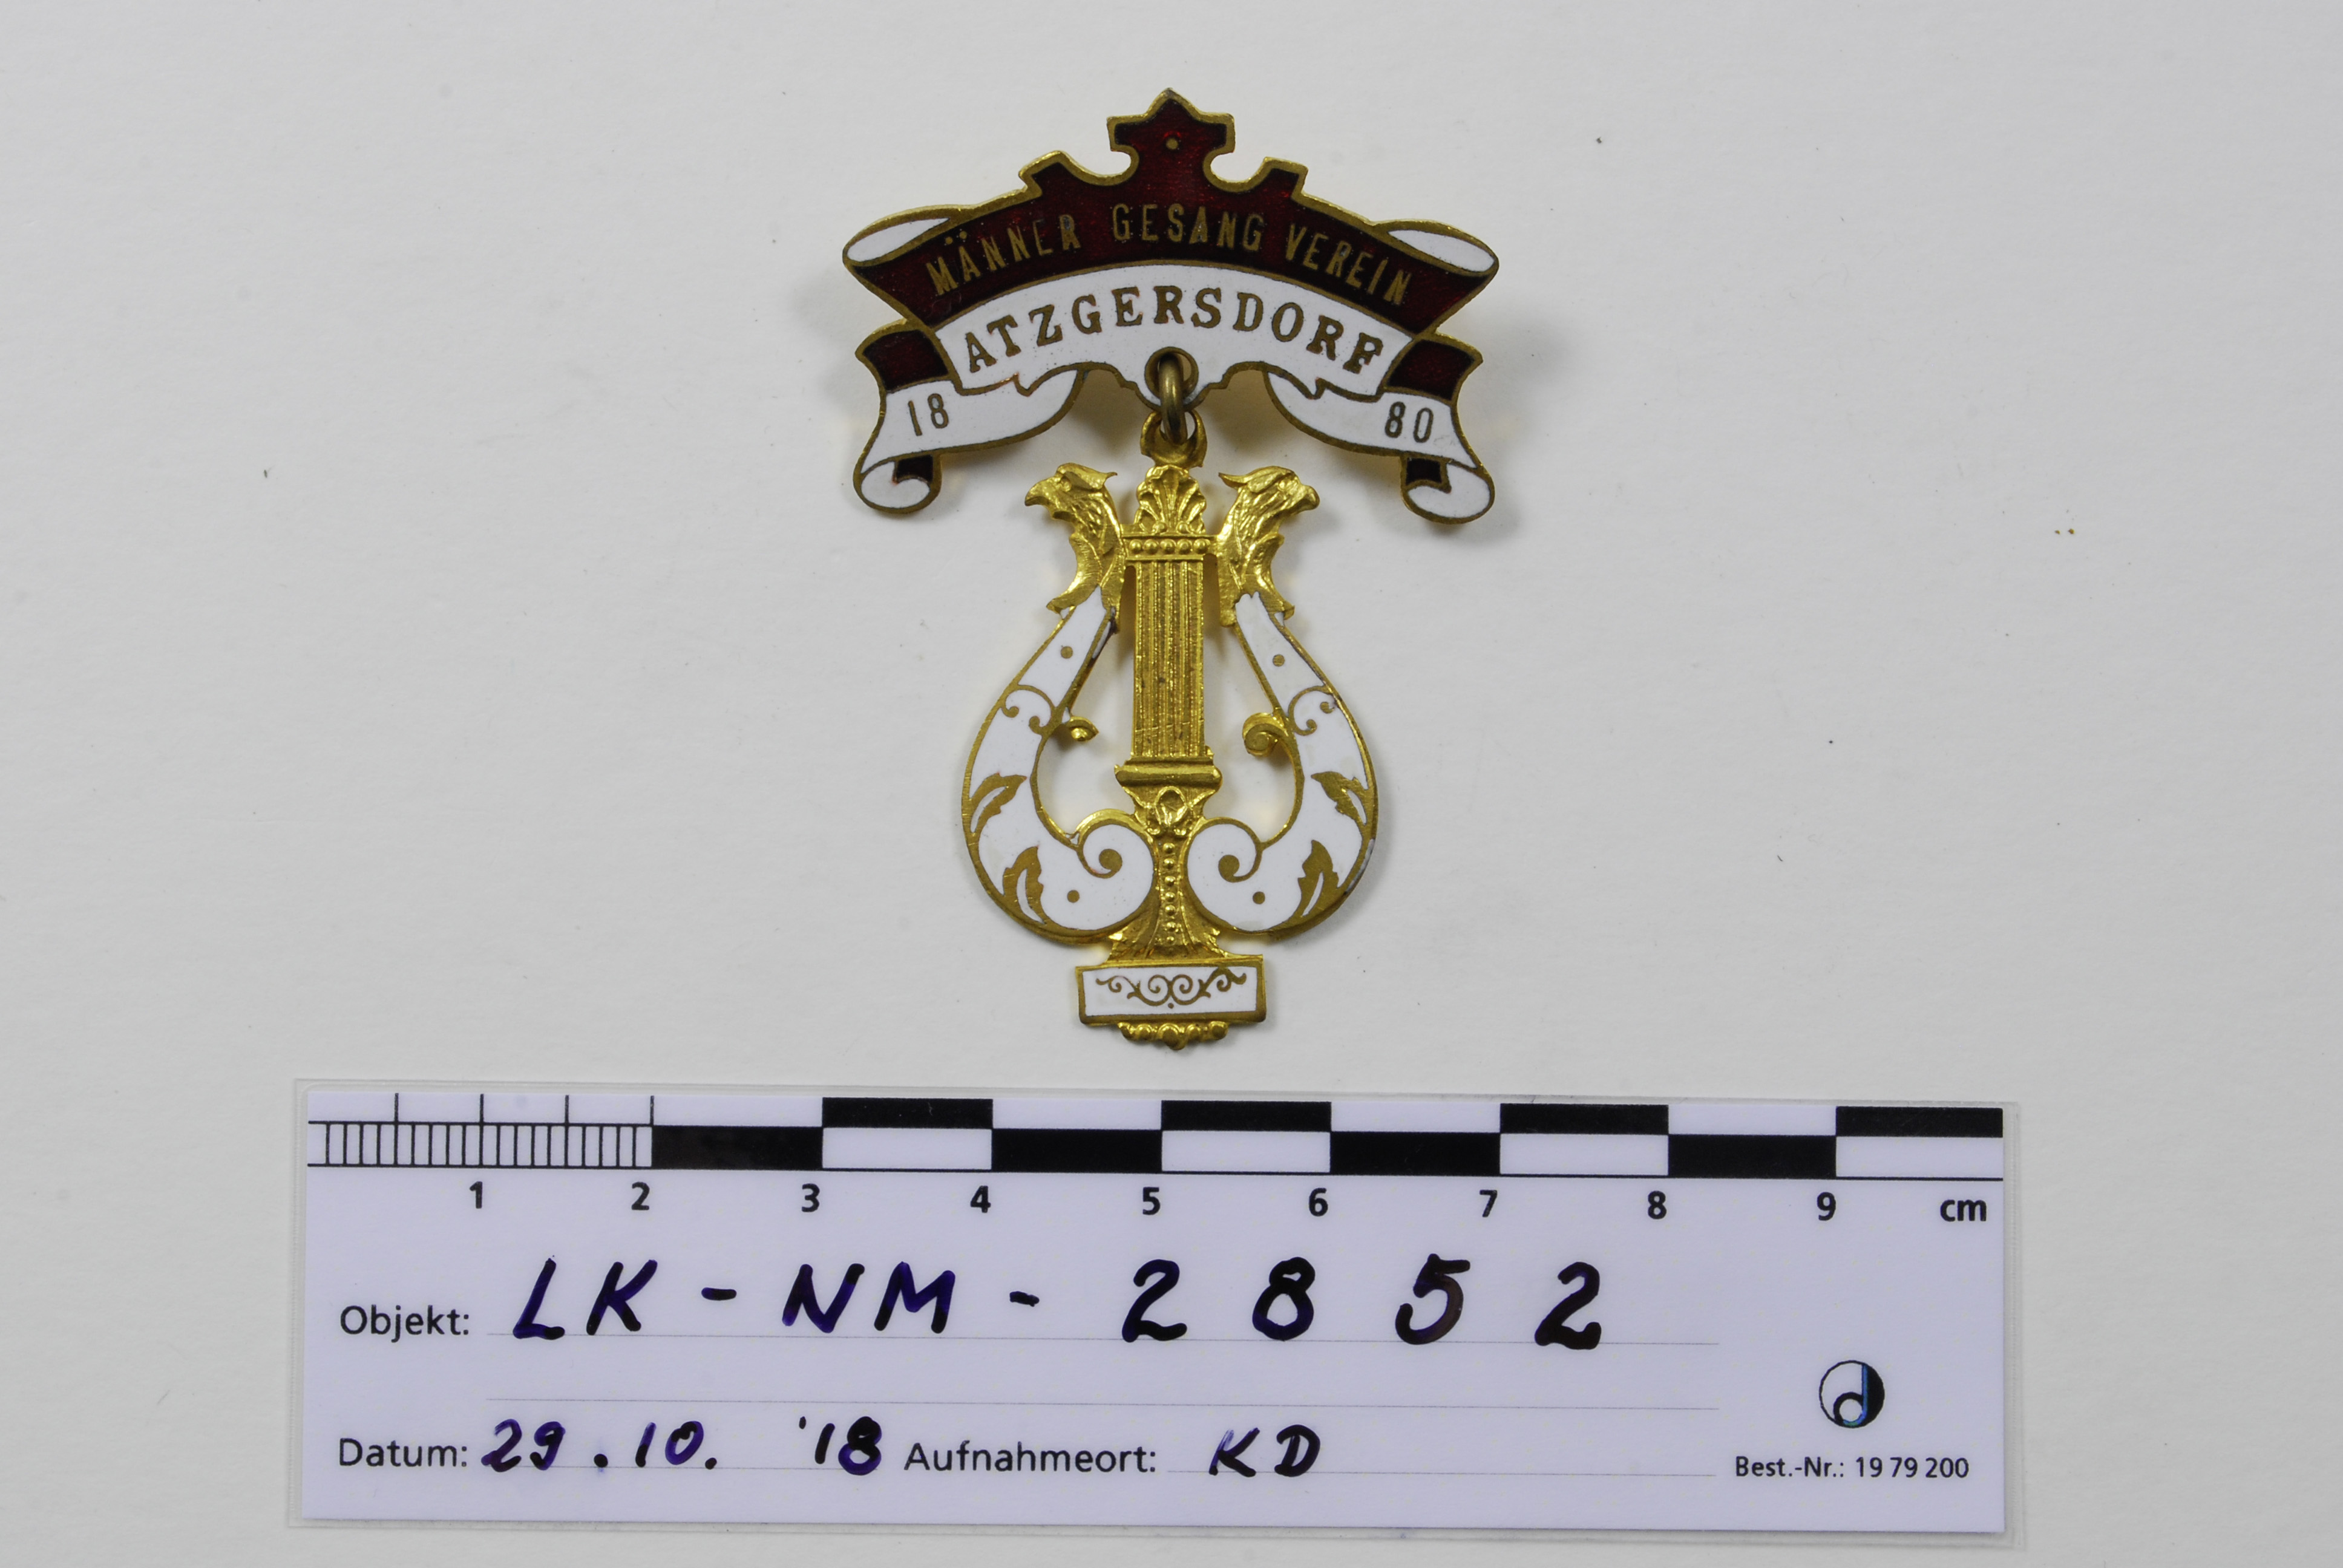 MÄNNER GESANG VEREIN
ATZGERSDORF
18 80
1 2 3 4 5 6 7 8 9 cm
Objekt: LK-NM-2852
Datum: 29.10. '18 Aufnahmeort: KD
Best.-Nr.: 19 79 200